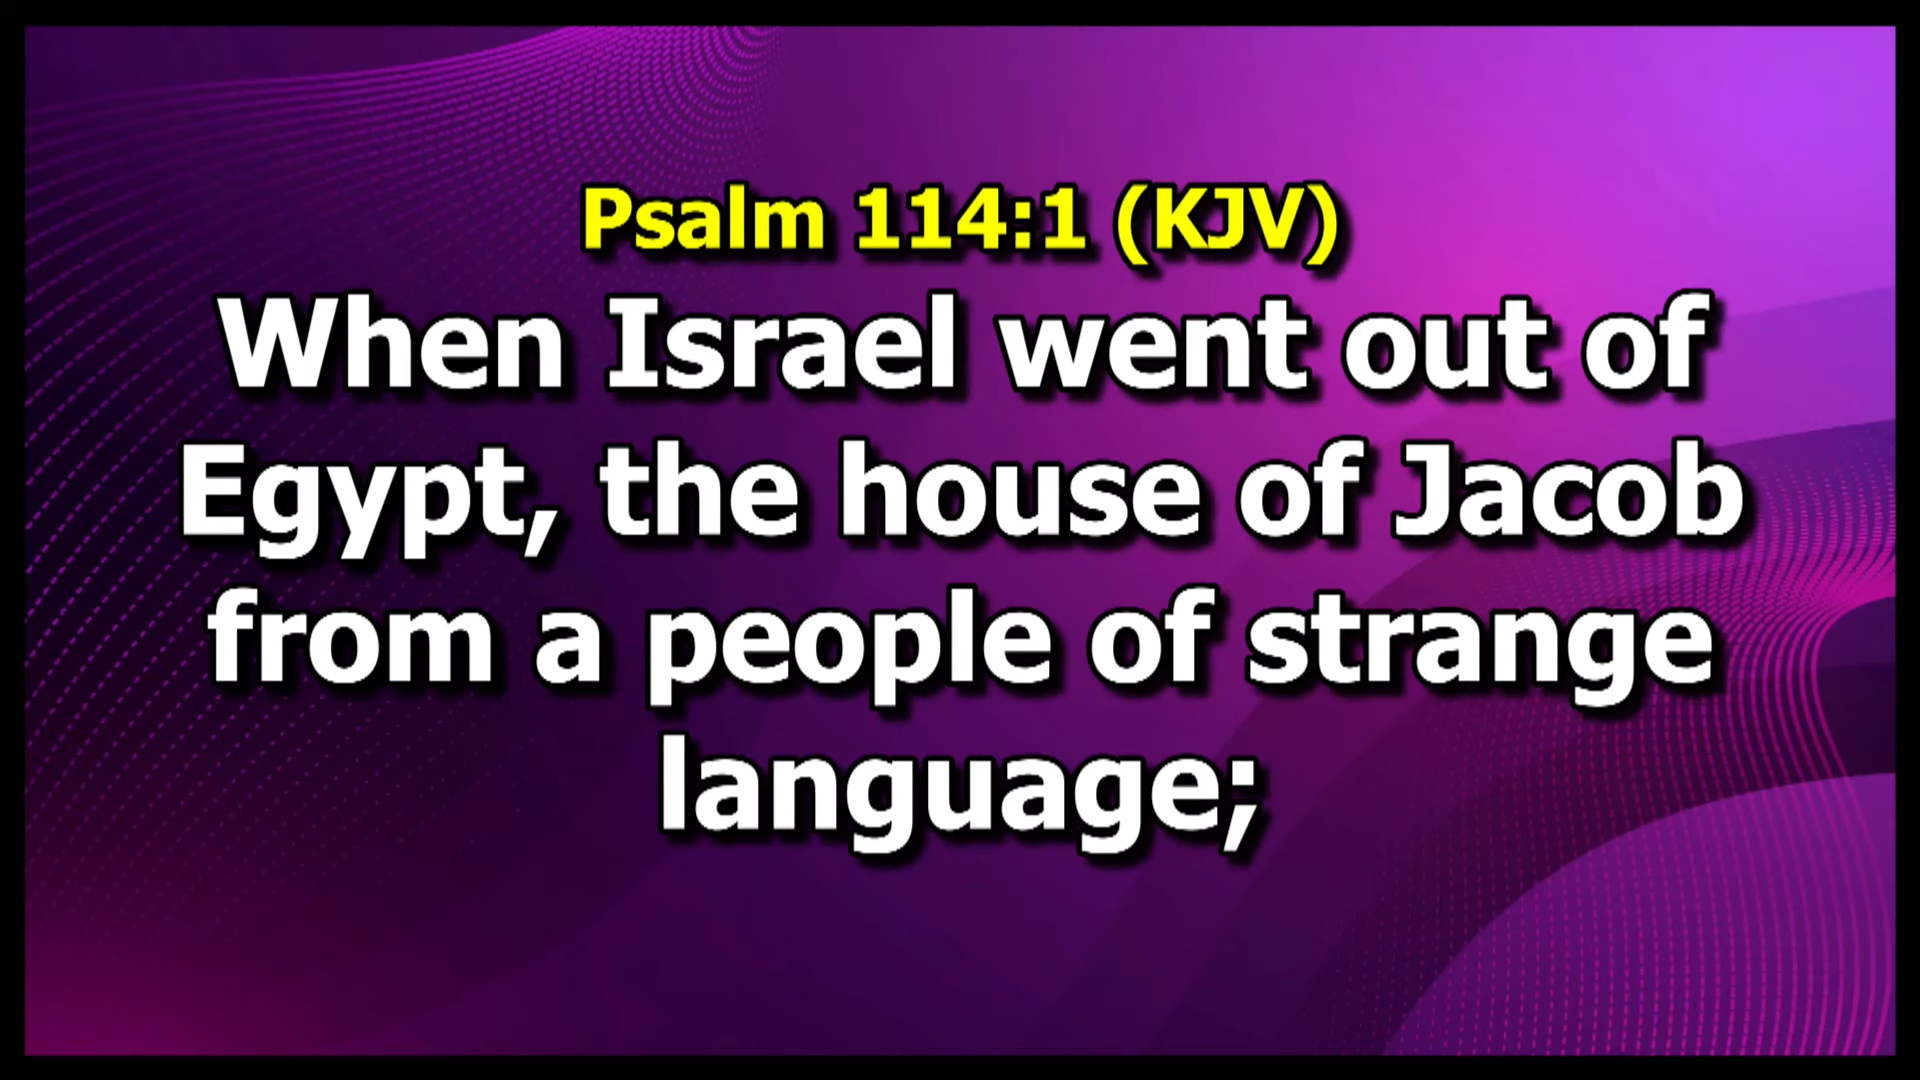 Psalm 114:1 (KJV)
When Israel went out of
Egypt, the house of Jacob
from a people of strange
language;